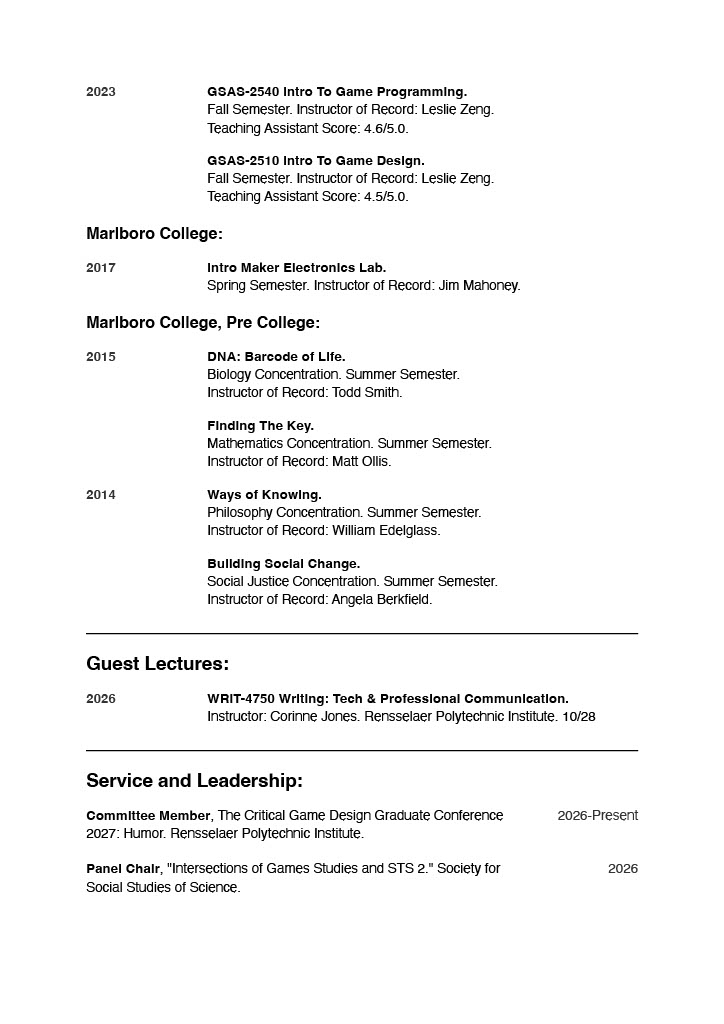 2023 GSAS-2540 Intro To Game Programming.
Fall Semester. Instructor of Record: Leslie Zeng.
Teaching Assistant Score: 4.6/5.0.
GSAS-2510 Intro To Game Design.
Fall Semester. Instructor of Record: Leslie Zeng.
Teaching Assistant Score: 4.5/5.0.
Marlboro College:
2017 Intro Maker Electronics Lab.
Spring Semester. Instructor of Record: Jim Mahoney.
Marlboro College, Pre College:
2015 DNA: Barcode of Life.
Biology Concentration. Summer Semester.
Instructor of Record: Todd Smith.
Finding The Key.
Mathematics Concentration. Summer Semester.
Instructor of Record: Matt Ollis.
2014 Ways of Knowing.
Philosophy Concentration. Summer Semester.
Instructor of Record: William Edelglass.
Building Social Change.
Social Justice Concentration. Summer Semester.
Instructor of Record: Angela Berkfield.
Guest Lectures:
2026 WRIT-4750 Writing: Tech & Professional Communication.
Instructor: Corinne Jones. Rensselaer Polytechnic Institute. 10/28
Service and Leadership:
Committee Member, The Critical Game Design Graduate Conference 2026-Present
2027: Humor. Rensselaer Polytechnic Institute.
Panel Chair, "Intersections of Games Studies and STS 2." Society for 2026
Social Studies of Science.